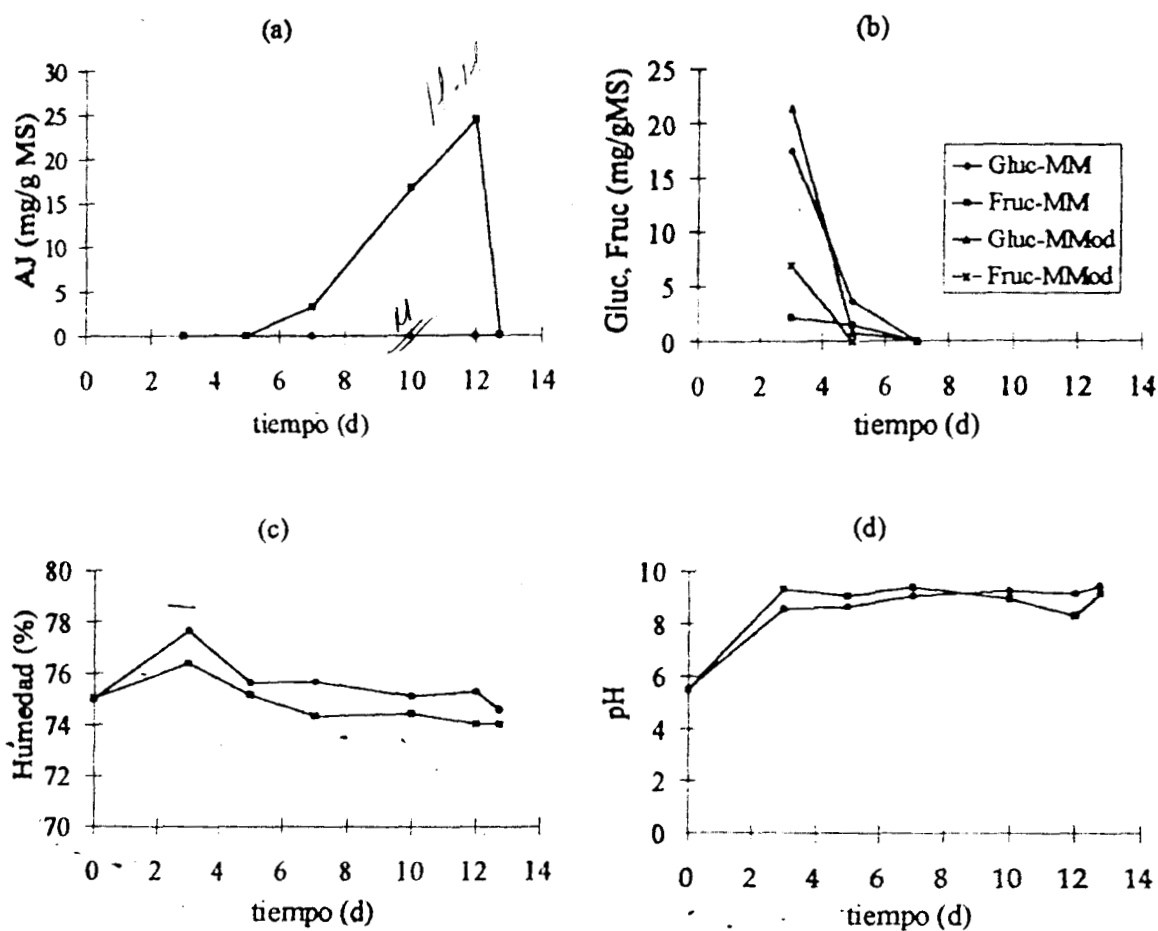 (a)
AJ (mg/g MS)
30
25
20
15
10
5
0
0 2 4 6 8 10 12 14
tiempo (d)
(b)
Gluc, Fruc (mg/gMS)
25
20
15
10
5
0
0 2 4 6 8 10 12 14
tiempo (d)
Gluc-MM
Fruc-MM
Gluc-MMod
Fruc-MMod
(c)
Húmedad (%)
80
78
76
74
72
70
0 2 4 6 8 10 12 14
tiempo (d)
(d)
pH
10
8
6
4
2
0
0 2 4 6 8 10 12 14
tiempo (d)